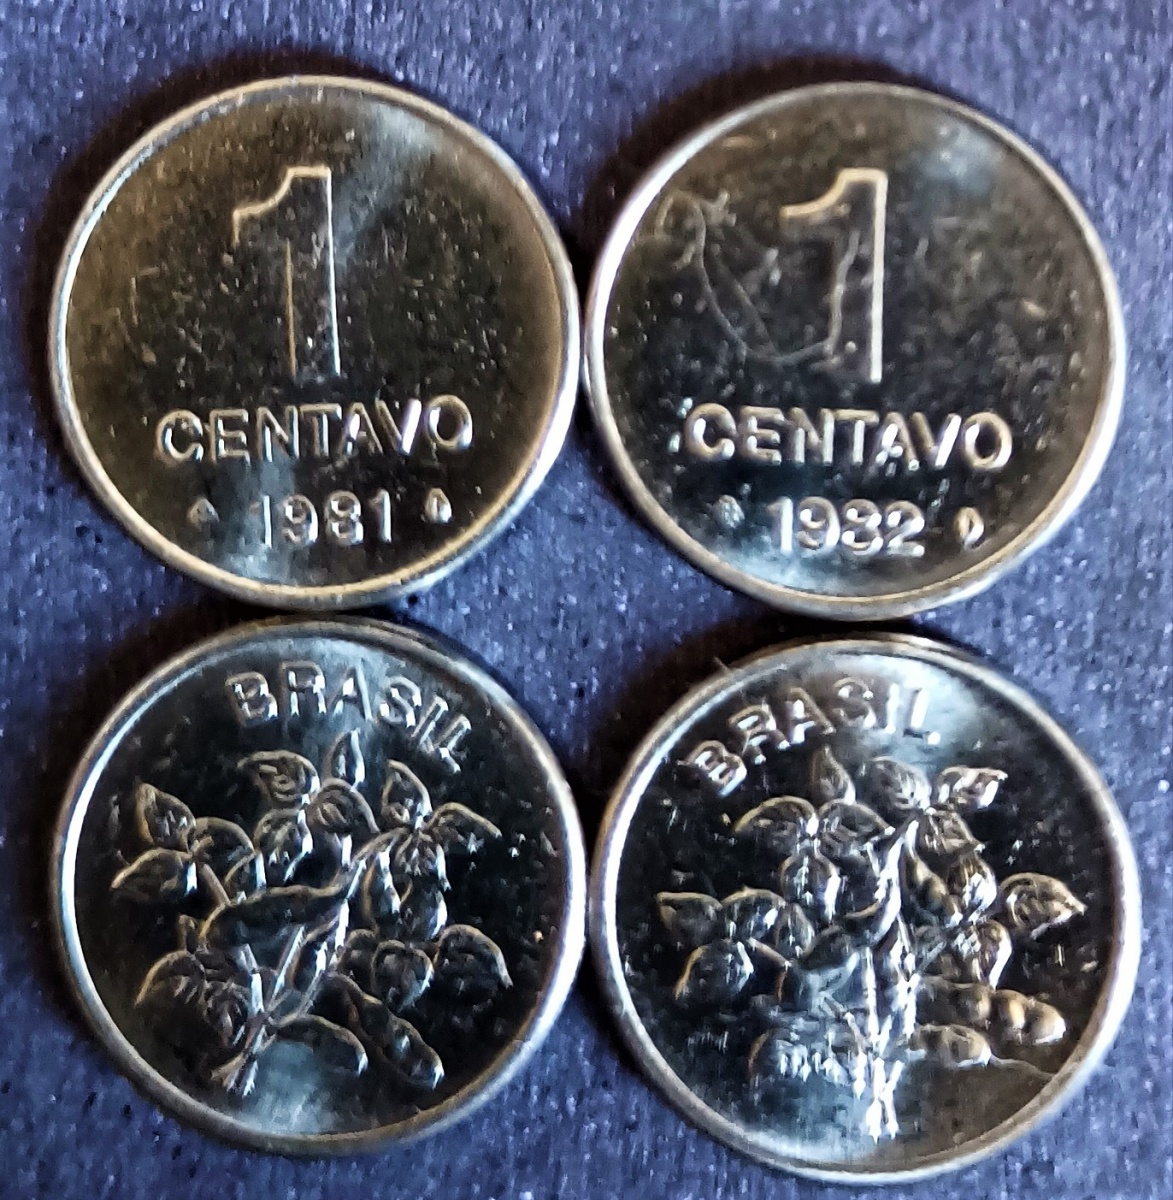 1
CENTAVO
1981
1
CENTAVO
1982
BRASIL
BRASIL